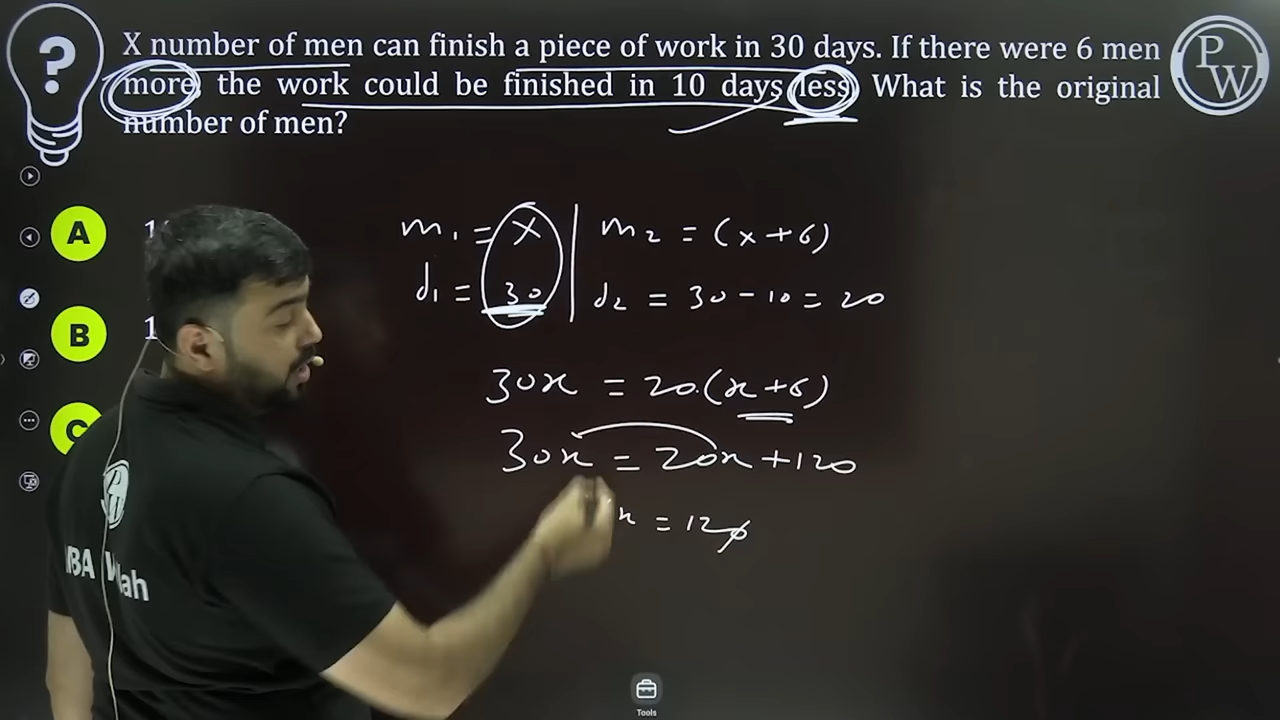 X number of men can finish a piece of work in 30 days. If there were 6 men
more, the work could be finished in 10 days less. What is the original
number of men?
P
W
?
A
B
C
m₁ = x
m₂ = (x+6)
d₁ = 30
d₂ = 30 - 10 = 20
30x = 20.(x+6)
30x = 20x + 120
x = 120
Tools